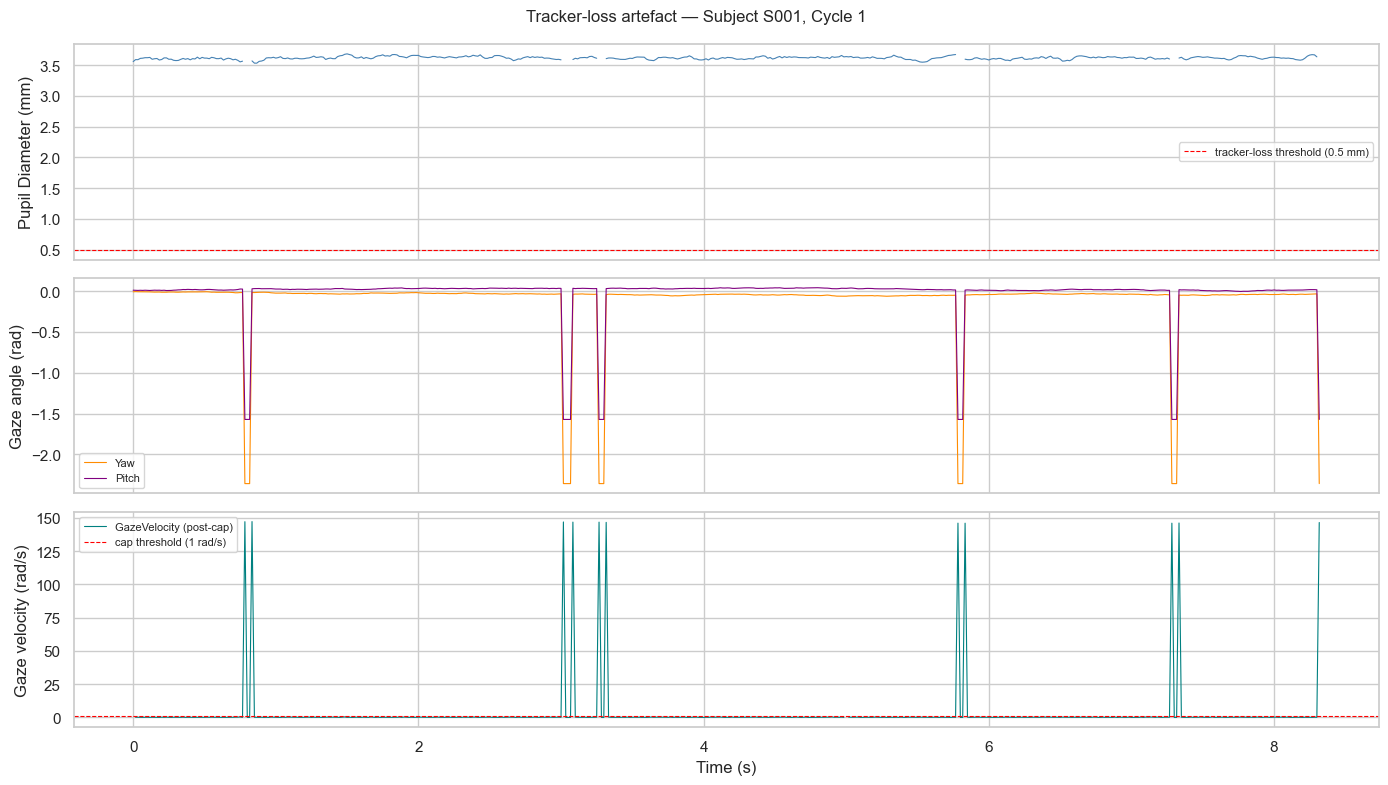 Tracker-loss artefact — Subject S001, Cycle 1
Pupil Diameter (mm)
3.5
3.0
2.5
2.0
1.5
1.0
0.5
tracker-loss threshold (0.5 mm)
Gaze angle (rad)
0.0
−0.5
−1.0
−1.5
−2.0
Yaw
Pitch
Gaze velocity (rad/s)
150
125
100
75
50
25
0
GazeVelocity (post-cap)
cap threshold (1 rad/s)
0 2 4 6 8
Time (s)